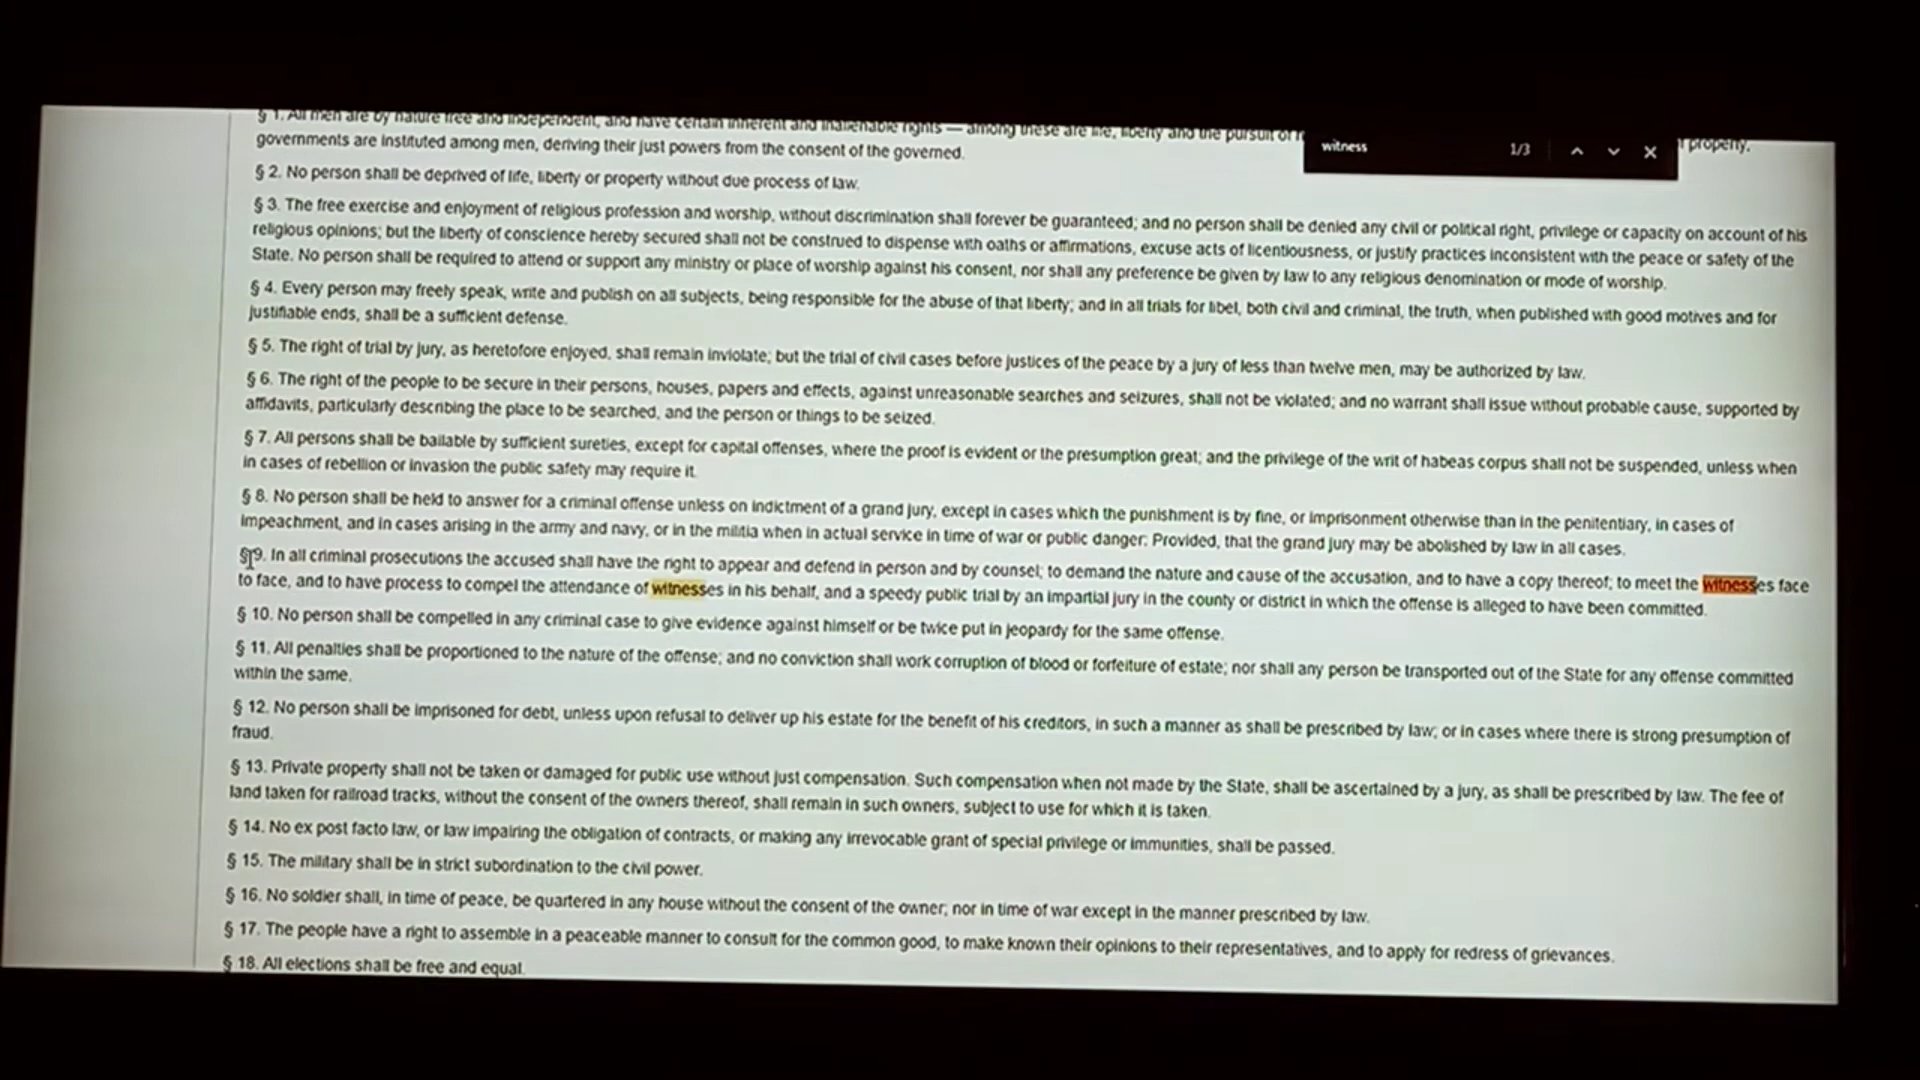 § 1. All men are by nature free and independent, and have certain inherent and inalienable rights — among these are life, liberty and the pursuit of
property.
witness 1/3
governments are instituted among men, deriving their just powers from the consent of the governed.
§ 2. No person shall be deprived of life, liberty or property without due process of law.
§ 3. The free exercise and enjoyment of religious profession and worship, without discrimination shall forever be guaranteed; and no person shall be denied any civil or political right, privilege or capacity on account of his
religious opinions; but the liberty of conscience hereby secured shall not be construed to dispense with oaths or affirmations, excuse acts of licentiousness, or justify practices inconsistent with the peace or safety of the
State. No person shall be required to attend or support any ministry or place of worship against his consent, nor shall any preference be given by law to any religious denomination or mode of worship.
§ 4. Every person may freely speak, write and publish on all subjects, being responsible for the abuse of that liberty; and in all trials for libel, both civil and criminal, the truth, when published with good motives and for
justifiable ends, shall be a sufficient defense.
§ 5. The right of trial by jury, as heretofore enjoyed, shall remain inviolate; but the trial of civil cases before justices of the peace by a jury of less than twelve men, may be authorized by law.
§ 6. The right of the people to be secure in their persons, houses, papers and effects, against unreasonable searches and seizures, shall not be violated; and no warrant shall issue without probable cause, supported by
affidavits, particularly describing the place to be searched, and the person or things to be seized.
§ 7. All persons shall be bailable by sufficient sureties, except for capital offenses, where the proof is evident or the presumption great; and the privilege of the writ of habeas corpus shall not be suspended, unless when
in cases of rebellion or invasion the public safety may require it.
§ 8. No person shall be held to answer for a criminal offense unless on indictment of a grand jury, except in cases which the punishment is by fine, or imprisonment otherwise than in the penitentiary, in cases of
impeachment, and in cases arising in the army and navy, or in the militia when in actual service in time of war or public danger: Provided, that the grand jury may be abolished by law in all cases.
§ 9. In all criminal prosecutions the accused shall have the right to appear and defend in person and by counsel; to demand the nature and cause of the accusation, and to have a copy thereof; to meet the witnesses face
to face, and to have process to compel the attendance of witnesses in his behalf, and a speedy public trial by an impartial jury in the county or district in which the offense is alleged to have been committed.
§ 10. No person shall be compelled in any criminal case to give evidence against himself or be twice put in jeopardy for the same offense.
§ 11. All penalties shall be proportioned to the nature of the offense; and no conviction shall work corruption of blood or forfeiture of estate; nor shall any person be transported out of the State for any offense committed
within the same.
§ 12. No person shall be imprisoned for debt, unless upon refusal to deliver up his estate for the benefit of his creditors, in such a manner as shall be prescribed by law; or in cases where there is strong presumption of
fraud.
§ 13. Private property shall not be taken or damaged for public use without just compensation. Such compensation when not made by the State, shall be ascertained by a jury, as shall be prescribed by law. The fee of
land taken for railroad tracks, without the consent of the owners thereof, shall remain in such owners, subject to use for which it is taken.
§ 14. No ex post facto law, or law impairing the obligation of contracts, or making any irrevocable grant of special privilege or immunities, shall be passed.
§ 15. The military shall be in strict subordination to the civil power.
§ 16. No soldier shall, in time of peace, be quartered in any house without the consent of the owner; nor in time of war except in the manner prescribed by law.
§ 17. The people have a right to assemble in a peaceable manner to consult for the common good, to make known their opinions to their representatives, and to apply for redress of grievances.
§ 18. All elections shall be free and equal.